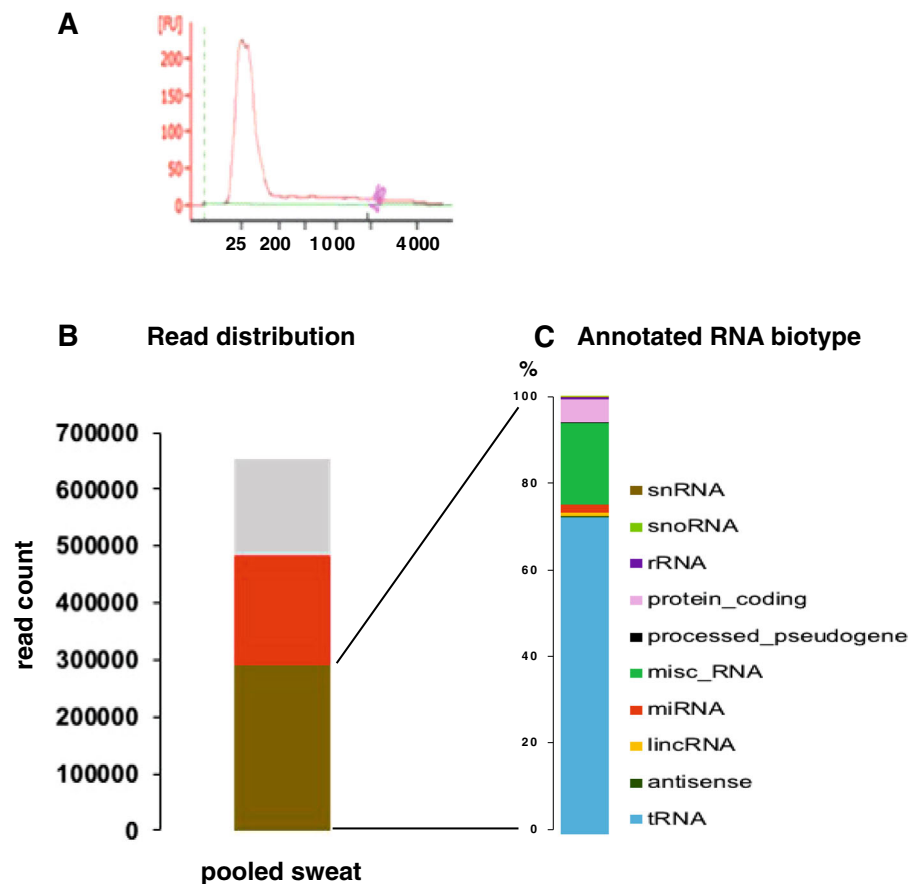 A
[FU]
200
150
100
50
0
25 200 1000 4000
B Read distribution
C Annotated RNA biotype
%
700000
600000
500000
400000
300000
200000
100000
0
read count
pooled sweat
100
80
60
40
20
0
snRNA
snoRNA
rRNA
protein_coding
processed_pseudogene
misc_RNA
miRNA
lincRNA
antisense
tRNA